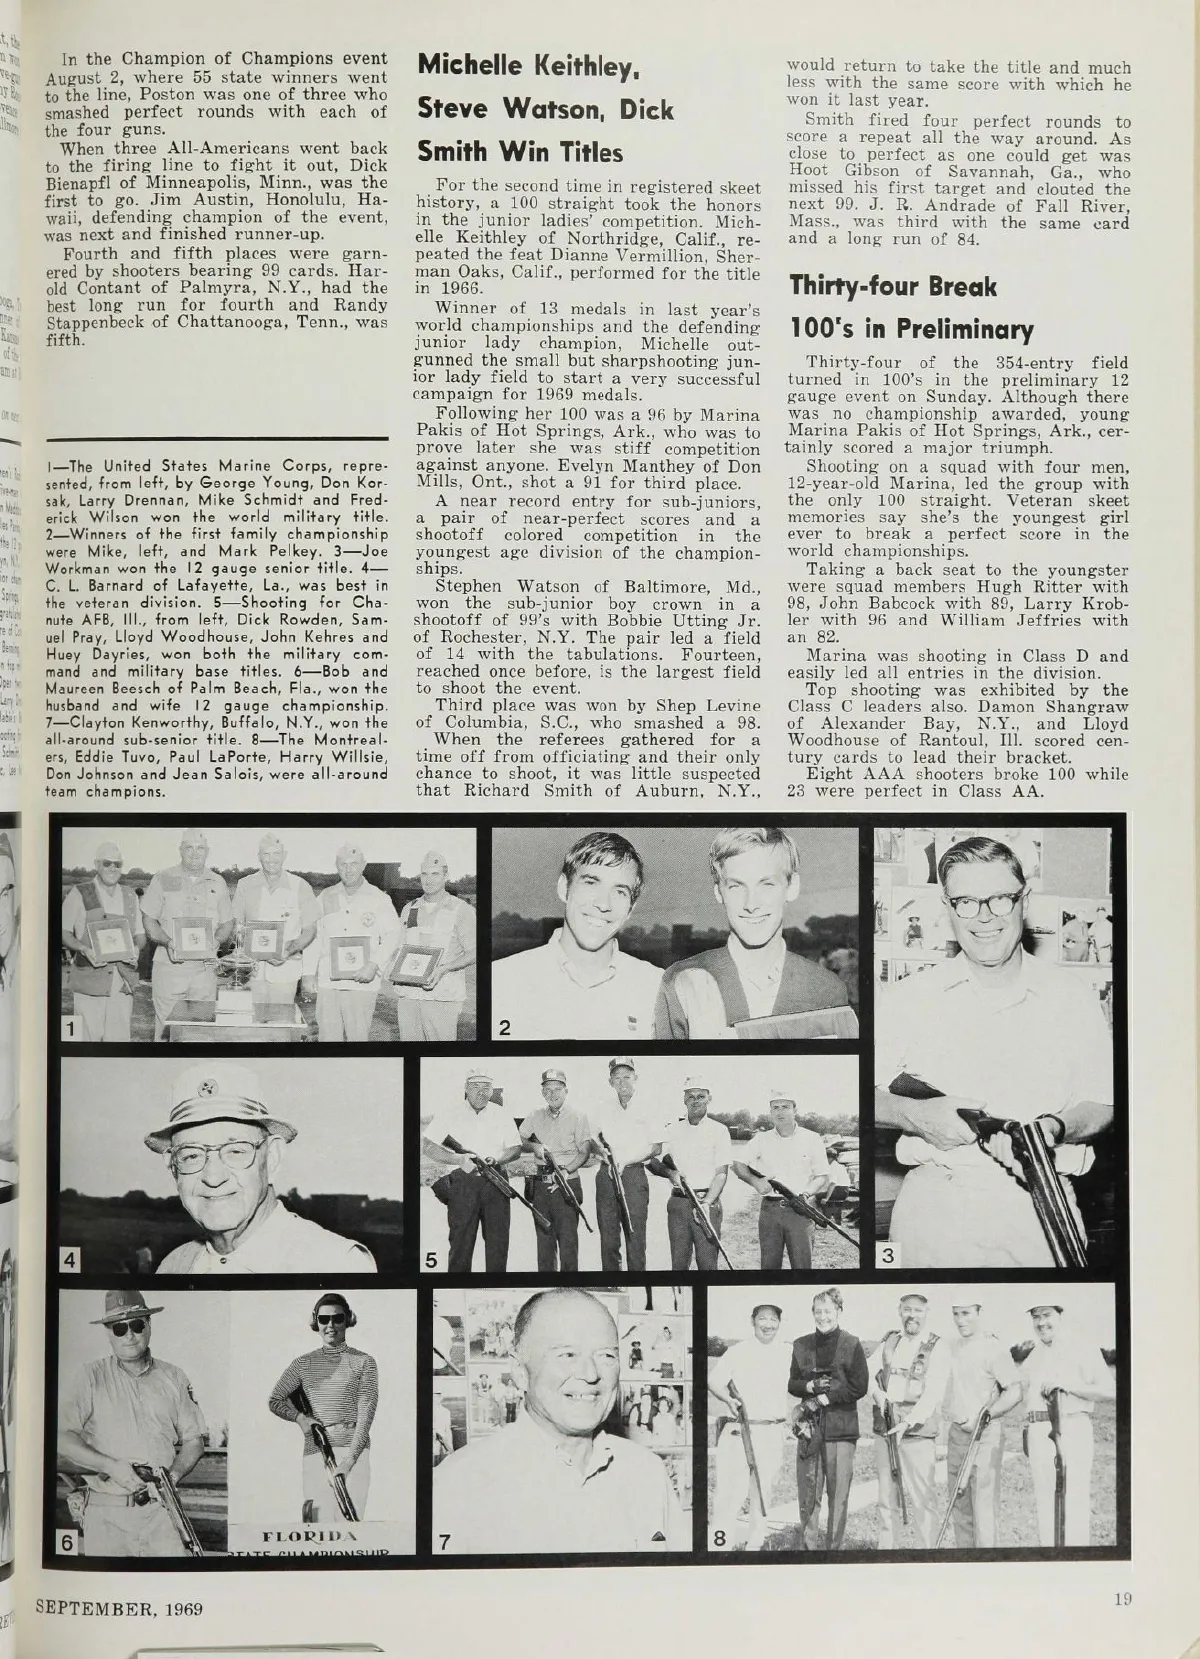 In the Champion of Champions event
August 2, where 55 state winners went
to the line, Poston was one of three who
smashed perfect rounds with each of
the four guns.
When three All-Americans went back
to the firing line to fight it out, Dick
Bienapfl of Minneapolis, Minn., was the
first to go. Jim Austin, Honolulu, Ha-
waii, defending champion of the event,
was next and finished runner-up.
Fourth and fifth places were garn-
ered by shooters bearing 99 cards. Har-
old Contant of Palmyra, N.Y., had the
best long run for fourth and Randy
Stappenbeck of Chattanooga, Tenn., was
fifth.
1—The United States Marine Corps, repre-
sented, from left, by George Young, Don Kor-
sak, Larry Drennan, Mike Schmidt and Fred-
erick Wilson won the world military title.
2—Winners of the first family championship
were Mike, left, and Mark Pelkey. 3—Joe
Workman won the 12 gauge senior title. 4—
C. L. Barnard of Lafayette, La., was best in
the veteran division. 5—Shooting for Cha-
nute AFB, Ill., from left, Dick Rowden, Sam-
uel Pray, Lloyd Woodhouse, John Kehres and
Huey Dayries, won both the military com-
mand and military base titles. 6—Bob and
Maureen Beesch of Palm Beach, Fla., won the
husband and wife 12 gauge championship.
7—Clayton Kenworthy, Buffalo, N.Y., won the
all-around sub-senior title. 8—The Montreal-
ers, Eddie Tuvo, Paul LaPorte, Harry Willsie,
Don Johnson and Jean Salois, were all-around
team champions.
Michelle Keithley,
Steve Watson, Dick
Smith Win Titles
For the second time in registered skeet
history, a 100 straight took the honors
in the junior ladies' competition. Mich-
elle Keithley of Northridge, Calif., re-
peated the feat Dianne Vermillion, Sher-
man Oaks, Calif., performed for the title
in 1966.
Winner of 13 medals in last year's
world championships and the defending
junior lady champion, Michelle out-
gunned the small but sharpshooting jun-
ior lady field to start a very successful
campaign for 1969 medals.
Following her 100 was a 96 by Marina
Pakis of Hot Springs, Ark., who was to
prove later she was stiff competition
against anyone. Evelyn Manthey of Don
Mills, Ont., shot a 91 for third place.
A near record entry for sub-juniors,
a pair of near-perfect scores and a
shootoff colored competition in the
youngest age division of the champion-
ships.
Stephen Watson of Baltimore, Md.,
won the sub-junior boy crown in a
shootoff of 99's with Bobbie Utting Jr.
of Rochester, N.Y. The pair led a field
of 14 with the tabulations. Fourteen,
reached once before, is the largest field
to shoot the event.
Third place was won by Shep Levine
of Columbia, S.C., who smashed a 98.
When the referees gathered for a
time off from officiating and their only
chance to shoot, it was little suspected
that Richard Smith of Auburn, N.Y.,
would return to take the title and much
less with the same score with which he
won it last year.
Smith fired four perfect rounds to
score a repeat all the way around. As
close to perfect as one could get was
Hoot Gibson of Savannah, Ga., who
missed his first target and clouted the
next 99. J. R. Andrade of Fall River,
Mass., was third with the same card
and a long run of 84.
Thirty-four Break
100's in Preliminary
Thirty-four of the 354-entry field
turned in 100's in the preliminary 12
gauge event on Sunday. Although there
was no championship awarded, young
Marina Pakis of Hot Springs, Ark., cer-
tainly scored a major triumph.
Shooting on a squad with four men,
12-year-old Marina, led the group with
the only 100 straight. Veteran skeet
memories say she's the youngest girl
ever to break a perfect score in the
world championships.
Taking a back seat to the youngster
were squad members Hugh Ritter with
98, John Babcock with 89, Larry Krob-
ler with 96 and William Jeffries with
an 82.
Marina was shooting in Class D and
easily led all entries in the division.
Top shooting was exhibited by the
Class C leaders also. Damon Shangraw
of Alexander Bay, N.Y., and Lloyd
Woodhouse of Rantoul, Ill. scored cen-
tury cards to lead their bracket.
Eight AAA shooters broke 100 while
23 were perfect in Class AA.
1
2
3
4
5
6
FLORIDA
STATE CHAMPIONSHIP
7
8
SEPTEMBER, 1969
19